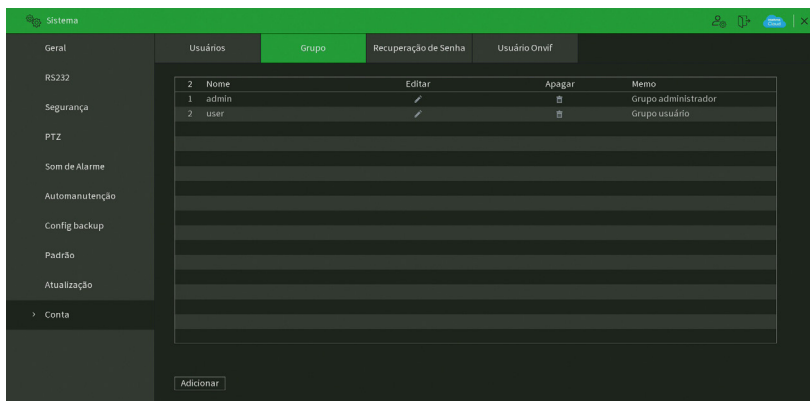 Sistema
Geral
RS232
Segurança
PTZ
Som de Alarme
Automanutenção
Config backup
Padrão
Atualização
Conta
Usuários Grupo Recuperação de Senha Usuário Onvif
2 Nome Editar Apagar Memo
1 admin Grupo administrador
2 user Grupo usuário
Adicionar